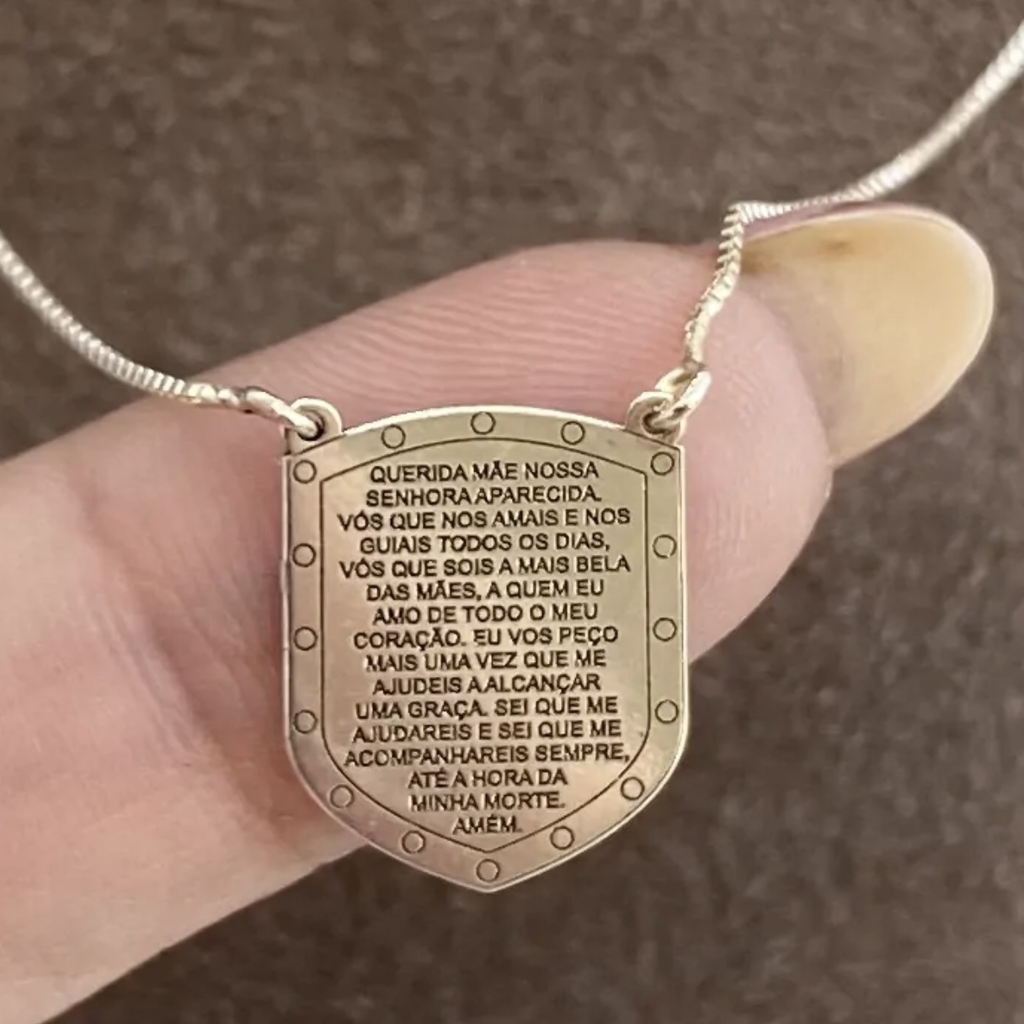 QUERIDA MÃE NOSSA
SENHORA APARECIDA.
VÓS QUE NOS AMAIS E NOS
GUIAIS TODOS OS DIAS,
VÓS QUE SOIS A MAIS BELA
DAS MÃES, A QUEM EU
AMO DE TODO O MEU
CORAÇÃO. EU VOS PEÇO
MAIS UMA VEZ QUE ME
AJUDEIS A ALCANÇAR
UMA GRAÇA. SEI QUE ME
AJUDAREIS E SEI QUE ME
ACOMPANHAREIS SEMPRE,
ATÉ A HORA DA
MINHA MORTE.
AMÉM.